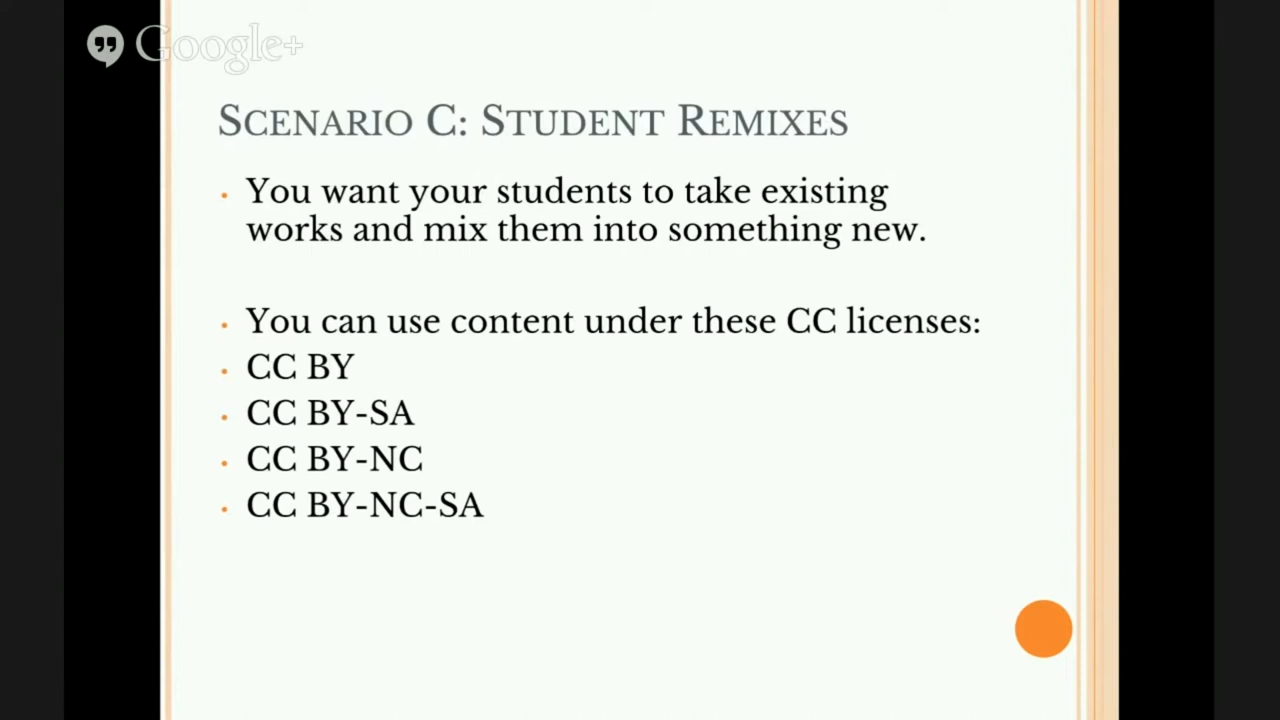 Google+
SCENARIO C: STUDENT REMIXES
• You want your students to take existing
works and mix them into something new.
• You can use content under these CC licenses:
• CC BY
• CC BY-SA
• CC BY-NC
• CC BY-NC-SA